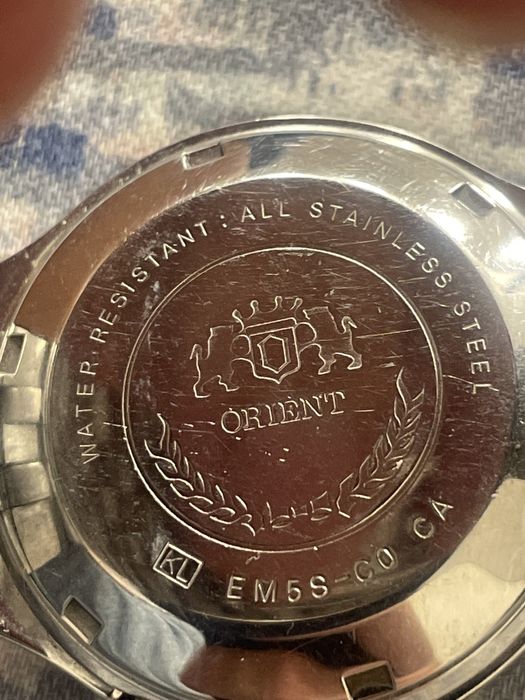 WATER RESISTANT : ALL STAINLESS STEEL
ORIENT
KL EM5S-C0 CA